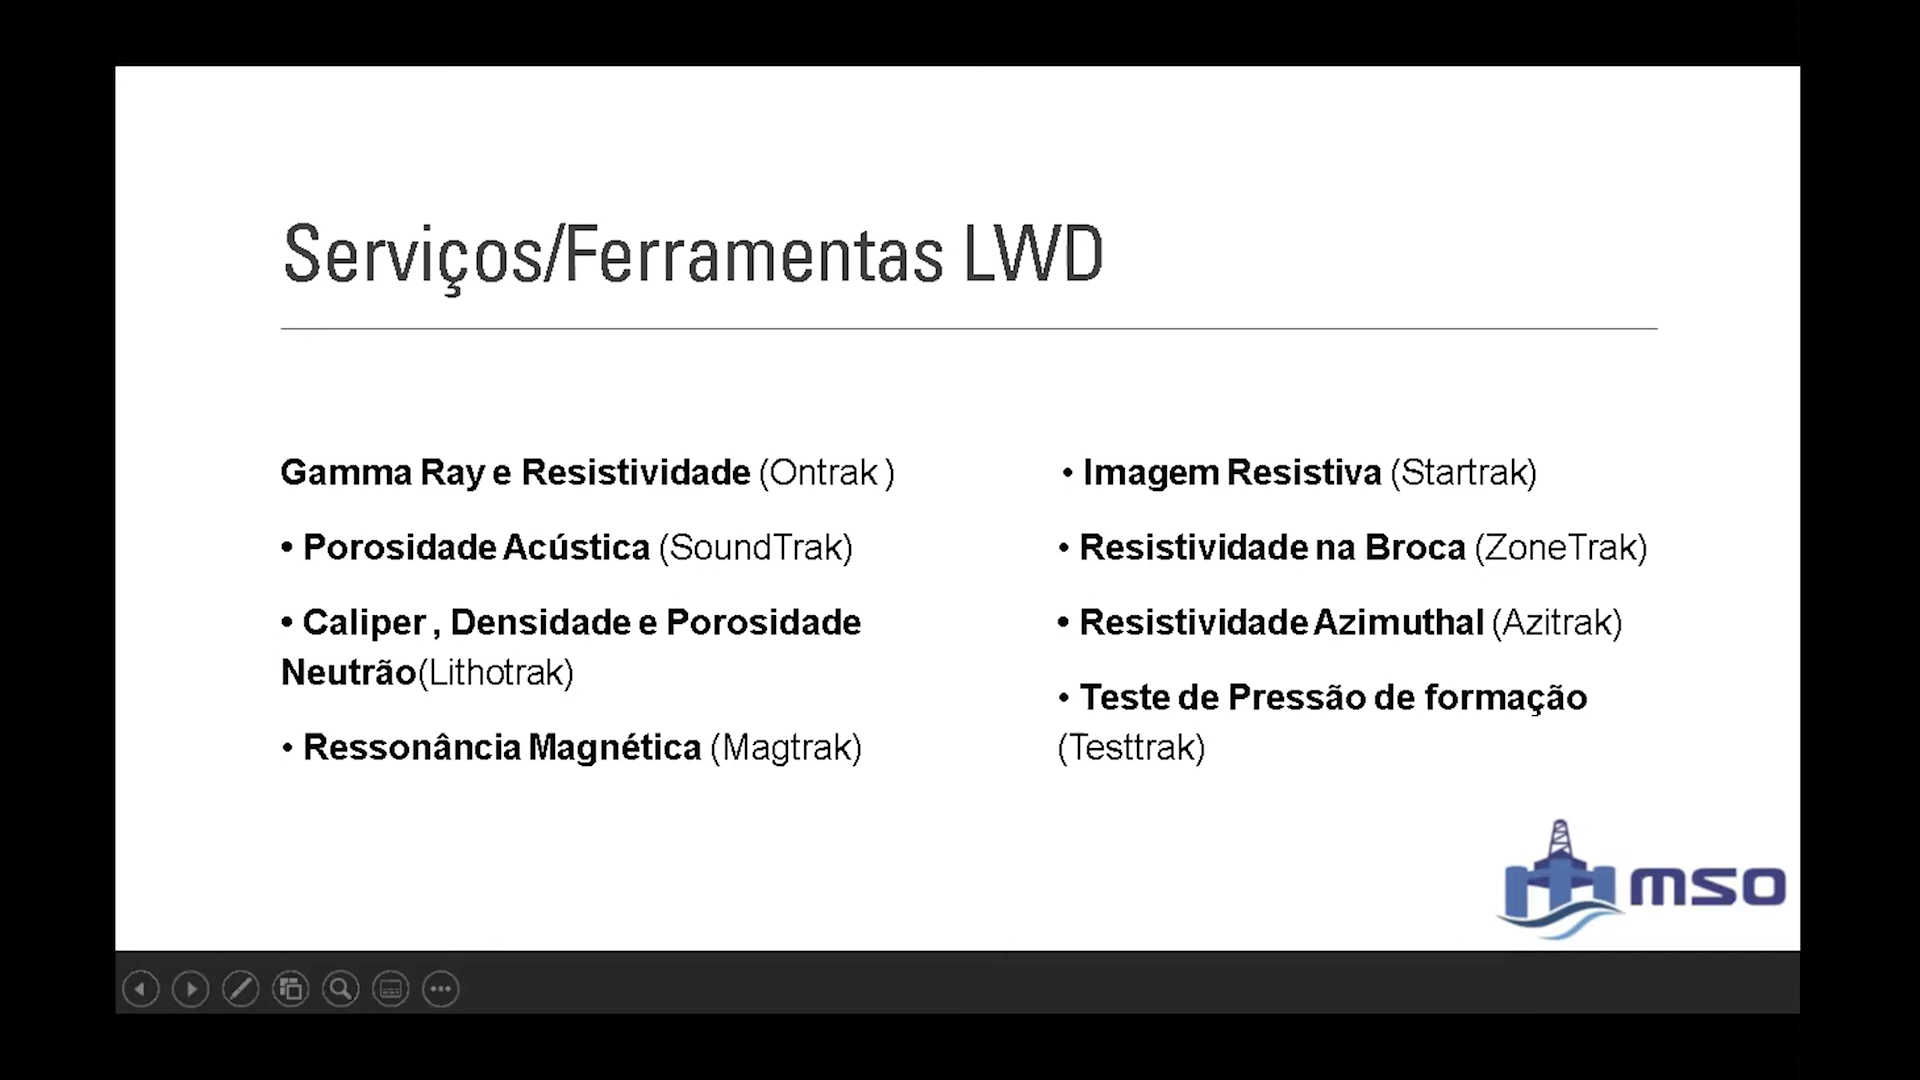 Serviços/Ferramentas LWD
Gamma Ray e Resistividade (Ontrak )
• Porosidade Acústica (SoundTrak)
• Caliper , Densidade e Porosidade
Neutrão(Lithotrak)
• Ressonância Magnética (Magtrak)
• Imagem Resistiva (Startrak)
• Resistividade na Broca (ZoneTrak)
• Resistividade Azimuthal (Azitrak)
• Teste de Pressão de formação
(Testtrak)
mso